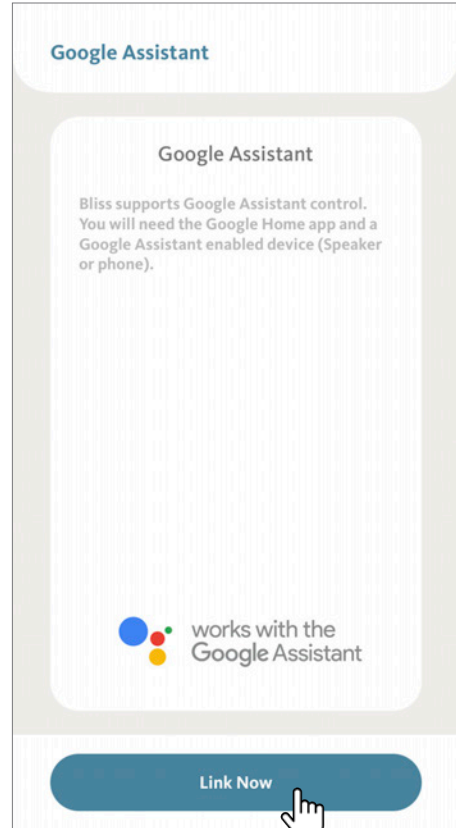 Google Assistant
Google Assistant
Bliss supports Google Assistant control.
You will need the Google Home app and a
Google Assistant enabled device (Speaker
or phone).
works with the
Google Assistant
Link Now